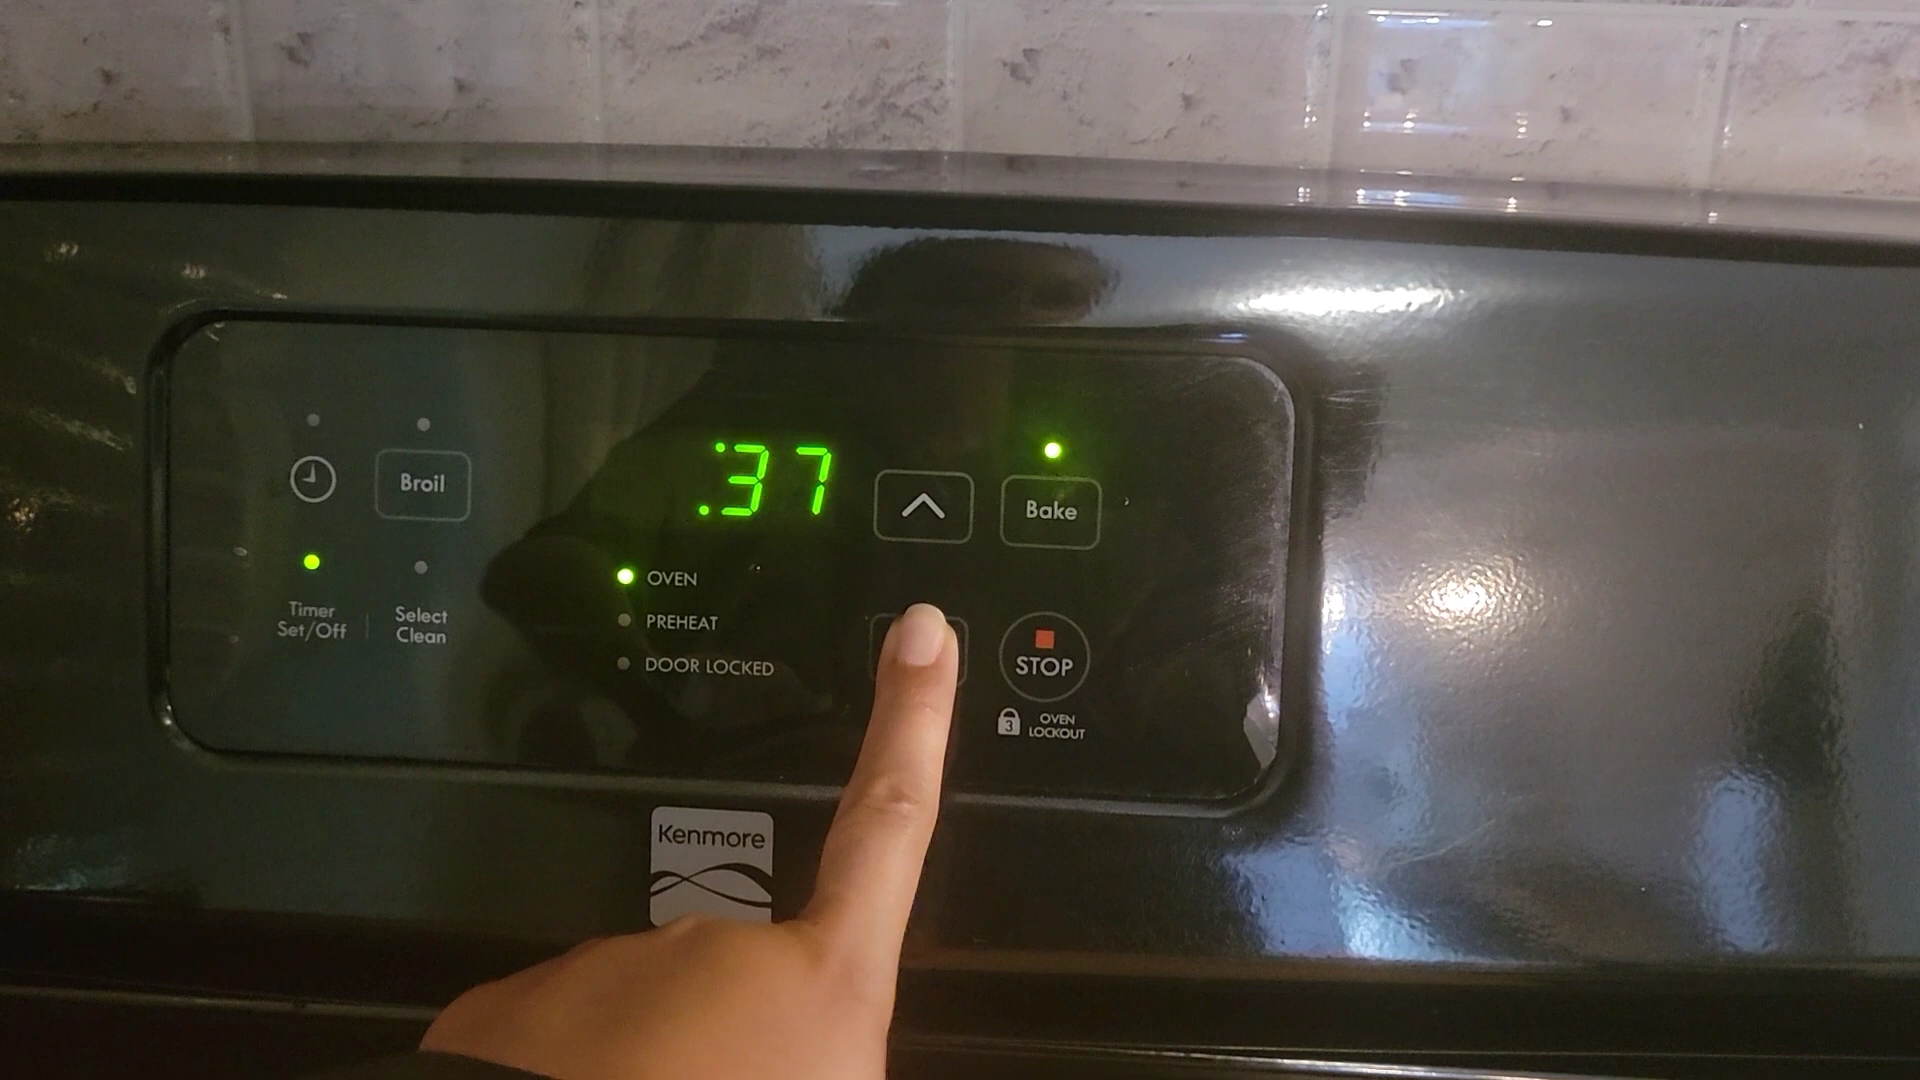 Broil
:37
Bake
OVEN
Timer
Set/Off
Select
Clean
PREHEAT
DOOR LOCKED
STOP
3
OVEN
LOCKOUT
Kenmore